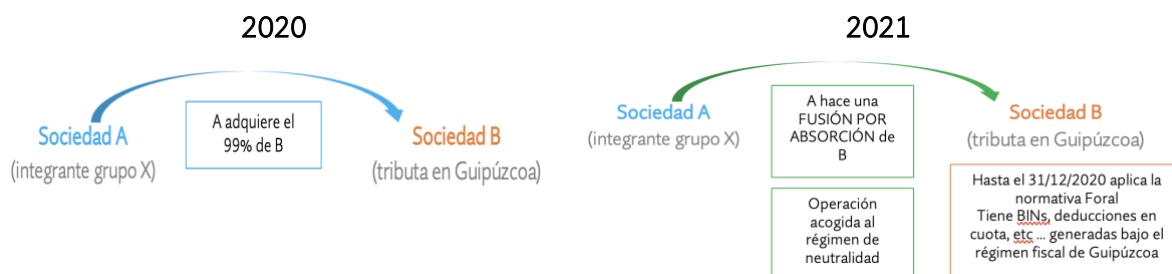 2020
A adquiere el
99% de B
Sociedad A
(integrante grupo X)
Sociedad B
(tributa en Guipúzcoa)
2021
Sociedad A
(integrante grupo X)
A hace una
FUSIÓN POR
ABSORCIÓN de
B
Sociedad B
(tributa en Guipúzcoa)
Operación
acogida al
régimen de
neutralidad
Hasta el 31/12/2020 aplica la
normativa Foral
Tiene BINs, deducciones en
cuota, etc ... generadas bajo el
régimen fiscal de Guipúzcoa